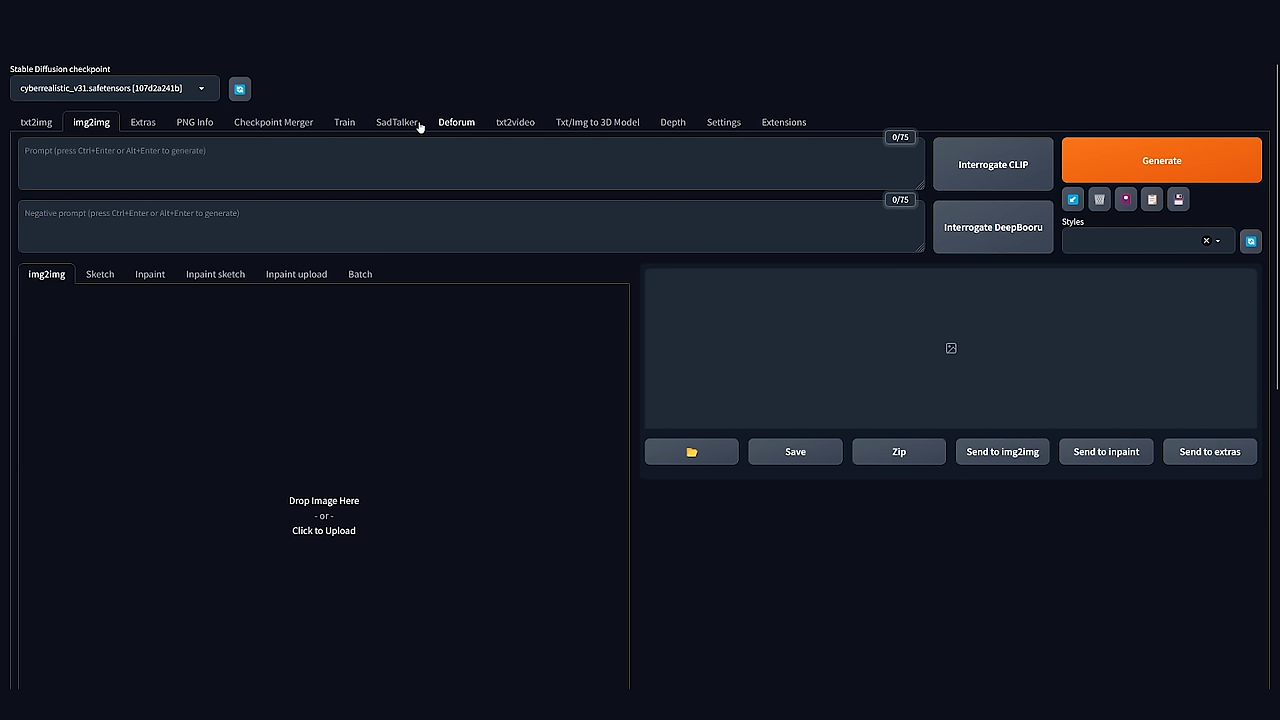 Stable Diffusion checkpoint
cyberrealistic_v31.safetensors [107d2a241b]
txt2img img2img Extras PNG Info Checkpoint Merger Train SadTalker Deforum txt2video Txt/Img to 3D Model Depth Settings Extensions
Prompt (press Ctrl+Enter or Alt+Enter to generate)
0/75
Interrogate CLIP
Generate
Negative prompt (press Ctrl+Enter or Alt+Enter to generate)
0/75
Interrogate DeepBooru
Styles
img2img Sketch Inpaint Inpaint sketch Inpaint upload Batch
Drop Image Here
- or -
Click to Upload
Save Zip Send to img2img Send to inpaint Send to extras